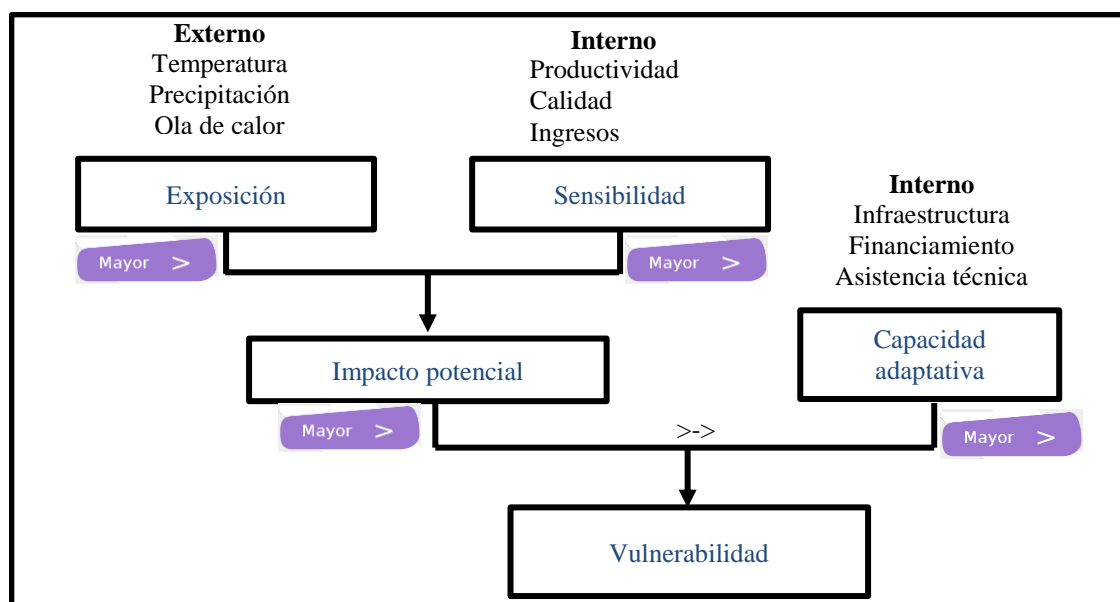 Externo
Temperatura
Precipitación
Ola de calor
Interno
Productividad
Calidad
Ingresos
Exposición
Sensibilidad
Interno
Infraestructura
Financiamiento
Asistencia técnica
Mayor >
Mayor >
Impacto potencial
Capacidad
adaptativa
Mayor >
>->
Mayor >
Vulnerabilidad